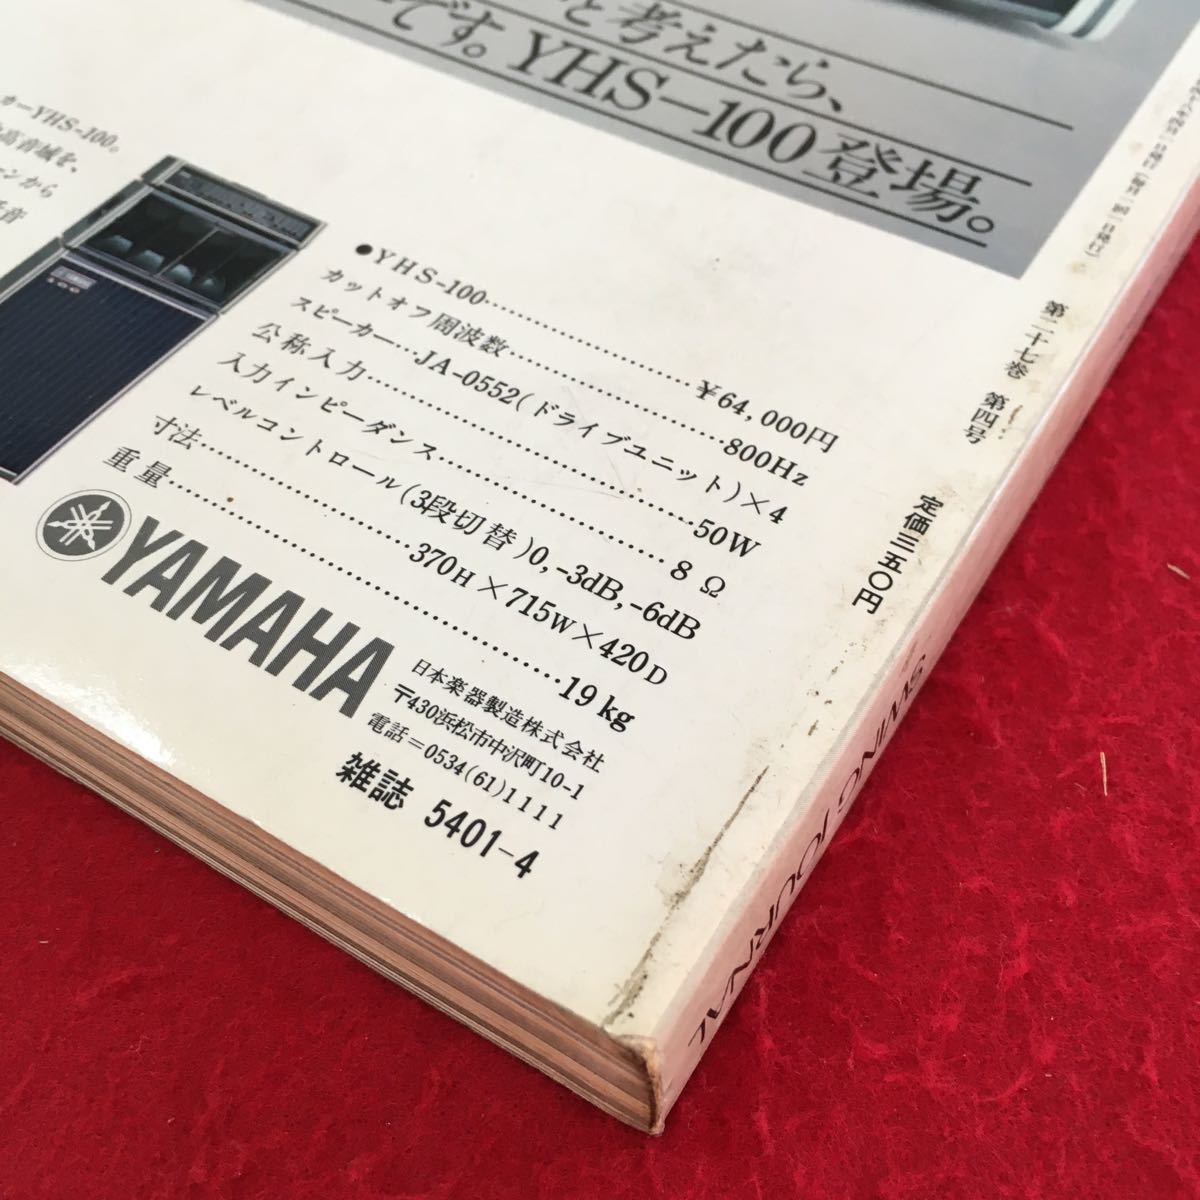 と考えたら、
です。YHS-100登場。
カーYHS-100。
高音域を、
から
音
●YHS-100……………………¥64,000円
カットオフ周波数……………………800Hz
スピーカー…JA-0552(ドライブユニット)×4
公称入力……………………50W
入力インピーダンス……………………8Ω
レベルコントロール(3段切替)0,-3dB,-6dB
寸法……………………370H×715W×420D
重量……………………19kg
YAMAHA
日本楽器製造株式会社
〒430浜松市中沢町10-1
電話=0534(61)1111
雑誌 5401-4
第二十七巻 第四号
定価三五〇円
SWING JOURNAL